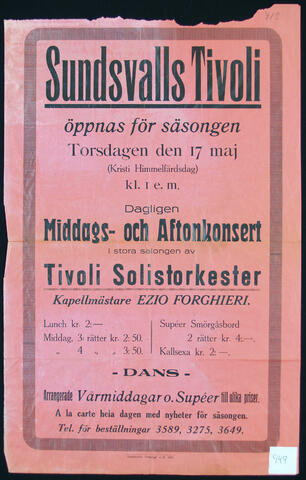 Sundsvalls Tivoli
öppnas för säsongen
Torsdagen den 17 maj
(Kristi Himmelfärdsdag)
kl. 1 e. m.
Dagligen
Middags- och Aftonkonsert
i stora salongen av
Tivoli Solistorkester
Kapellmästare EZIO FORGHIERI.
Lunch kr. 2:—
Middag, 3 rätter kr. 2:50.
„ 4 „ „ 3:50.
Supéer Smörgåsbord
2 rätter kr. 4:—.
Kallsexa kr. 2:—.
- DANS -
Arrangerade Vårmiddagar o. Supéer till olika priser.
A la carte hela dagen med nyheter för säsongen.
Tel. för beställningar 3589, 3275, 3649.
949